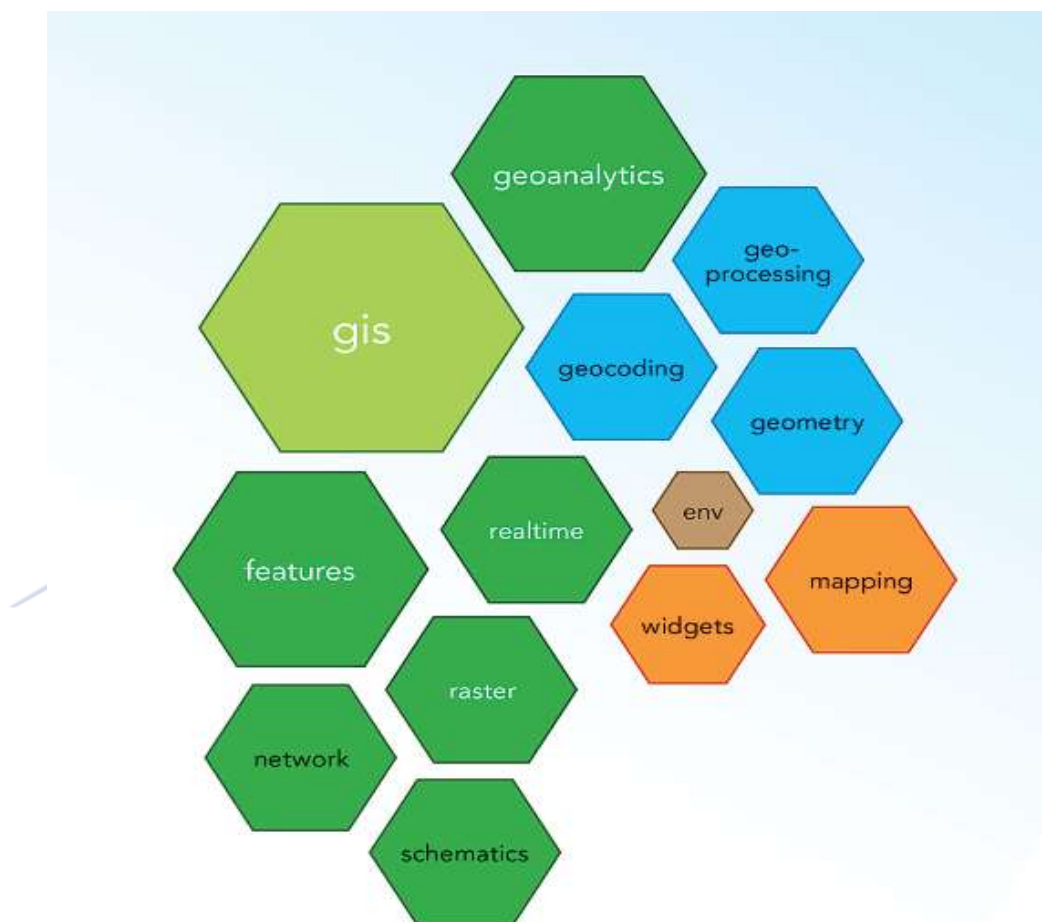 geoanalytics
geo-
processing
gis
geocoding
geometry
env
realtime
features
mapping
widgets
raster
network
schematics